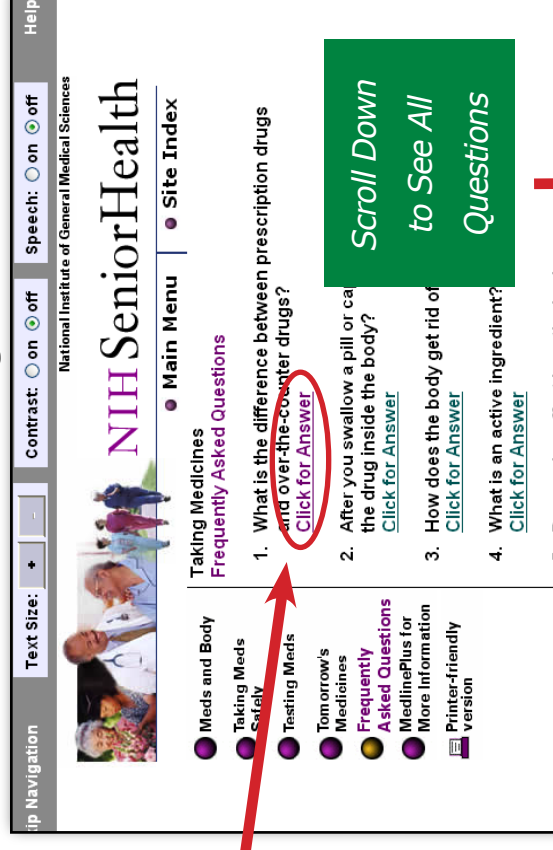 Text Size: + -
Contrast: on off
Speech: on off
Help
Navigation
National Institute of General Medical Sciences
NIHSeniorHealth
Main Menu
Site Index
Meds and Body
Taking Meds
Safely
Testing Meds
Tomorrow's
Medicines
Frequently
Asked Questions
MedlinePlus for
More Information
Printer-friendly
version
Taking Medicines
Frequently Asked Questions
1. What is the difference between prescription drugs
and over-the-counter drugs?
Click for Answer
2. After you swallow a pill or
the drug inside the body?
Click for Answer
3. How does the body get rid of
Click for Answer
4. What is an active ingredient?
Click for Answer
Scroll Down
to See All
Questions